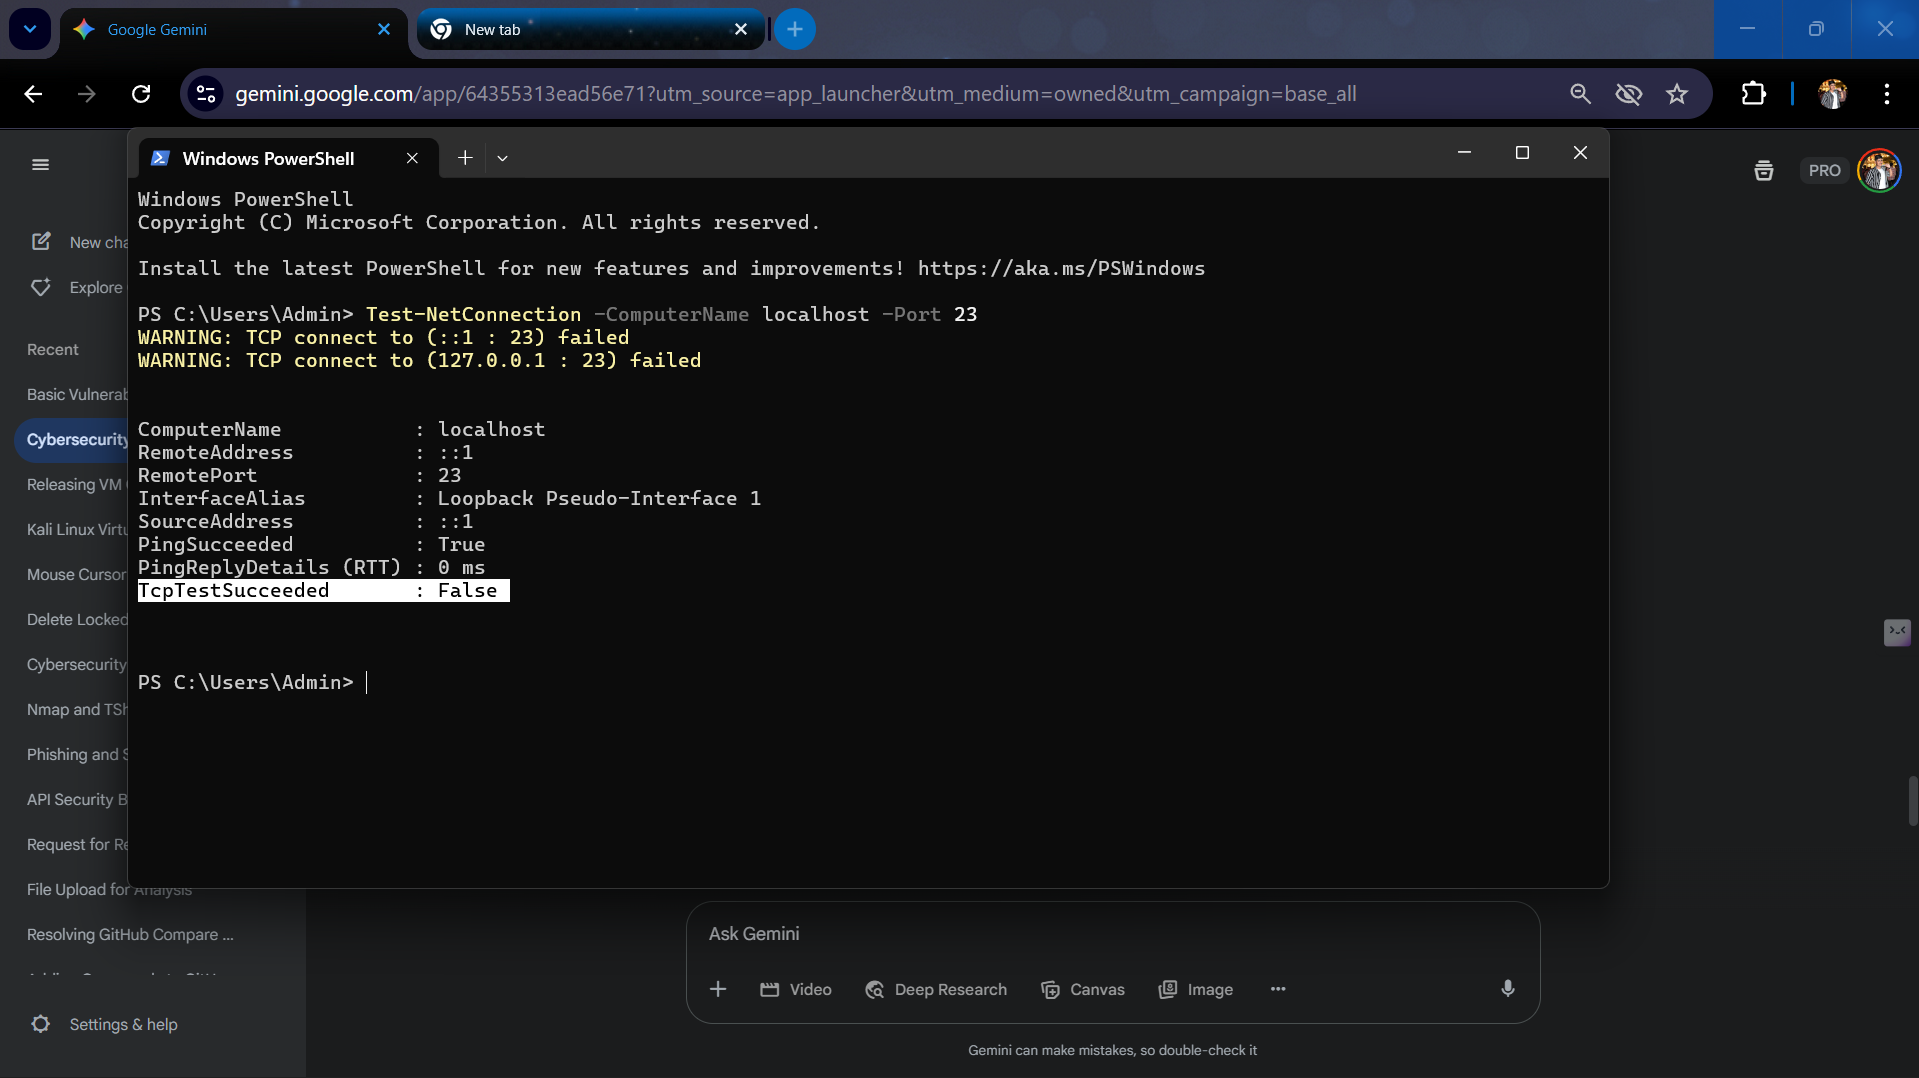 Google Gemini
New tab
gemini.google.com/app/64355313ead56e71?utm_source=app_launcher&utm_medium=owned&utm_campaign=base_all
Windows PowerShell
PRO
Windows PowerShell
Copyright (C) Microsoft Corporation. All rights reserved.
Install the latest PowerShell for new features and improvements! https://aka.ms/PSWindows
PS C:\Users\Admin> Test-NetConnection -ComputerName localhost -Port 23
WARNING: TCP connect to (::1 : 23) failed
WARNING: TCP connect to (127.0.0.1 : 23) failed
ComputerName : localhost
RemoteAddress : ::1
RemotePort : 23
InterfaceAlias : Loopback Pseudo-Interface 1
SourceAddress : ::1
PingSucceeded : True
PingReplyDetails (RTT) : 0 ms
TcpTestSucceeded : False
PS C:\Users\Admin>
New cha
Explore
Recent
Basic Vulnerab
Cybersecurity
Releasing VM
Kali Linux Virtu
Mouse Cursor
Delete Locked
Cybersecurity
Nmap and TSh
Phishing and S
API Security B
Request for Re
File Upload for Analysis
Resolving GitHub Compare ...
Settings & help
Ask Gemini
Video
Deep Research
Canvas
Image
Gemini can make mistakes, so double-check it